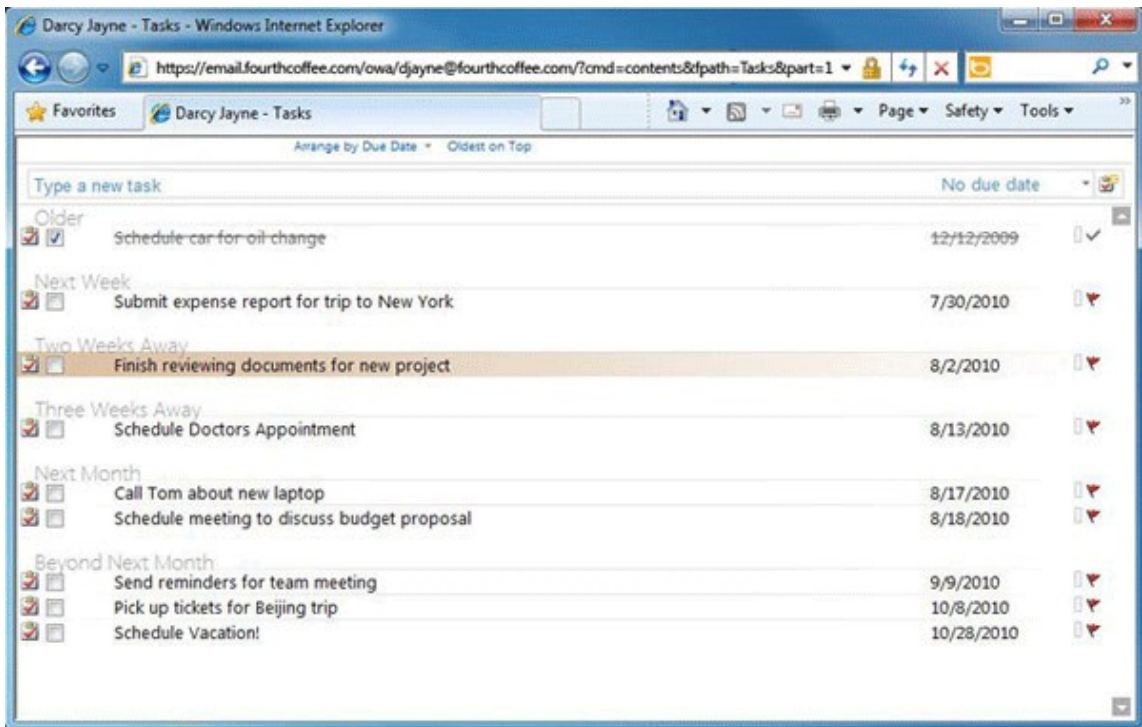 Darcy Jayne - Tasks - Windows Internet Explorer
https://email.fourthcoffee.com/owa/djayne@fourthcoffee.com/?cmd=contents&fpath=Tasks&part=1
Favorites Darcy Jayne - Tasks Page Safety Tools
Arrange by Due Date Oldest on Top
Type a new task No due date
Older
Schedule car for oil change 12/12/2009
Next Week
Submit expense report for trip to New York 7/30/2010
Two Weeks Away
Finish reviewing documents for new project 8/2/2010
Three Weeks Away
Schedule Doctors Appointment 8/13/2010
Next Month
Call Tom about new laptop 8/17/2010
Schedule meeting to discuss budget proposal 8/18/2010
Beyond Next Month
Send reminders for team meeting 9/9/2010
Pick up tickets for Beijing trip 10/8/2010
Schedule Vacation! 10/28/2010